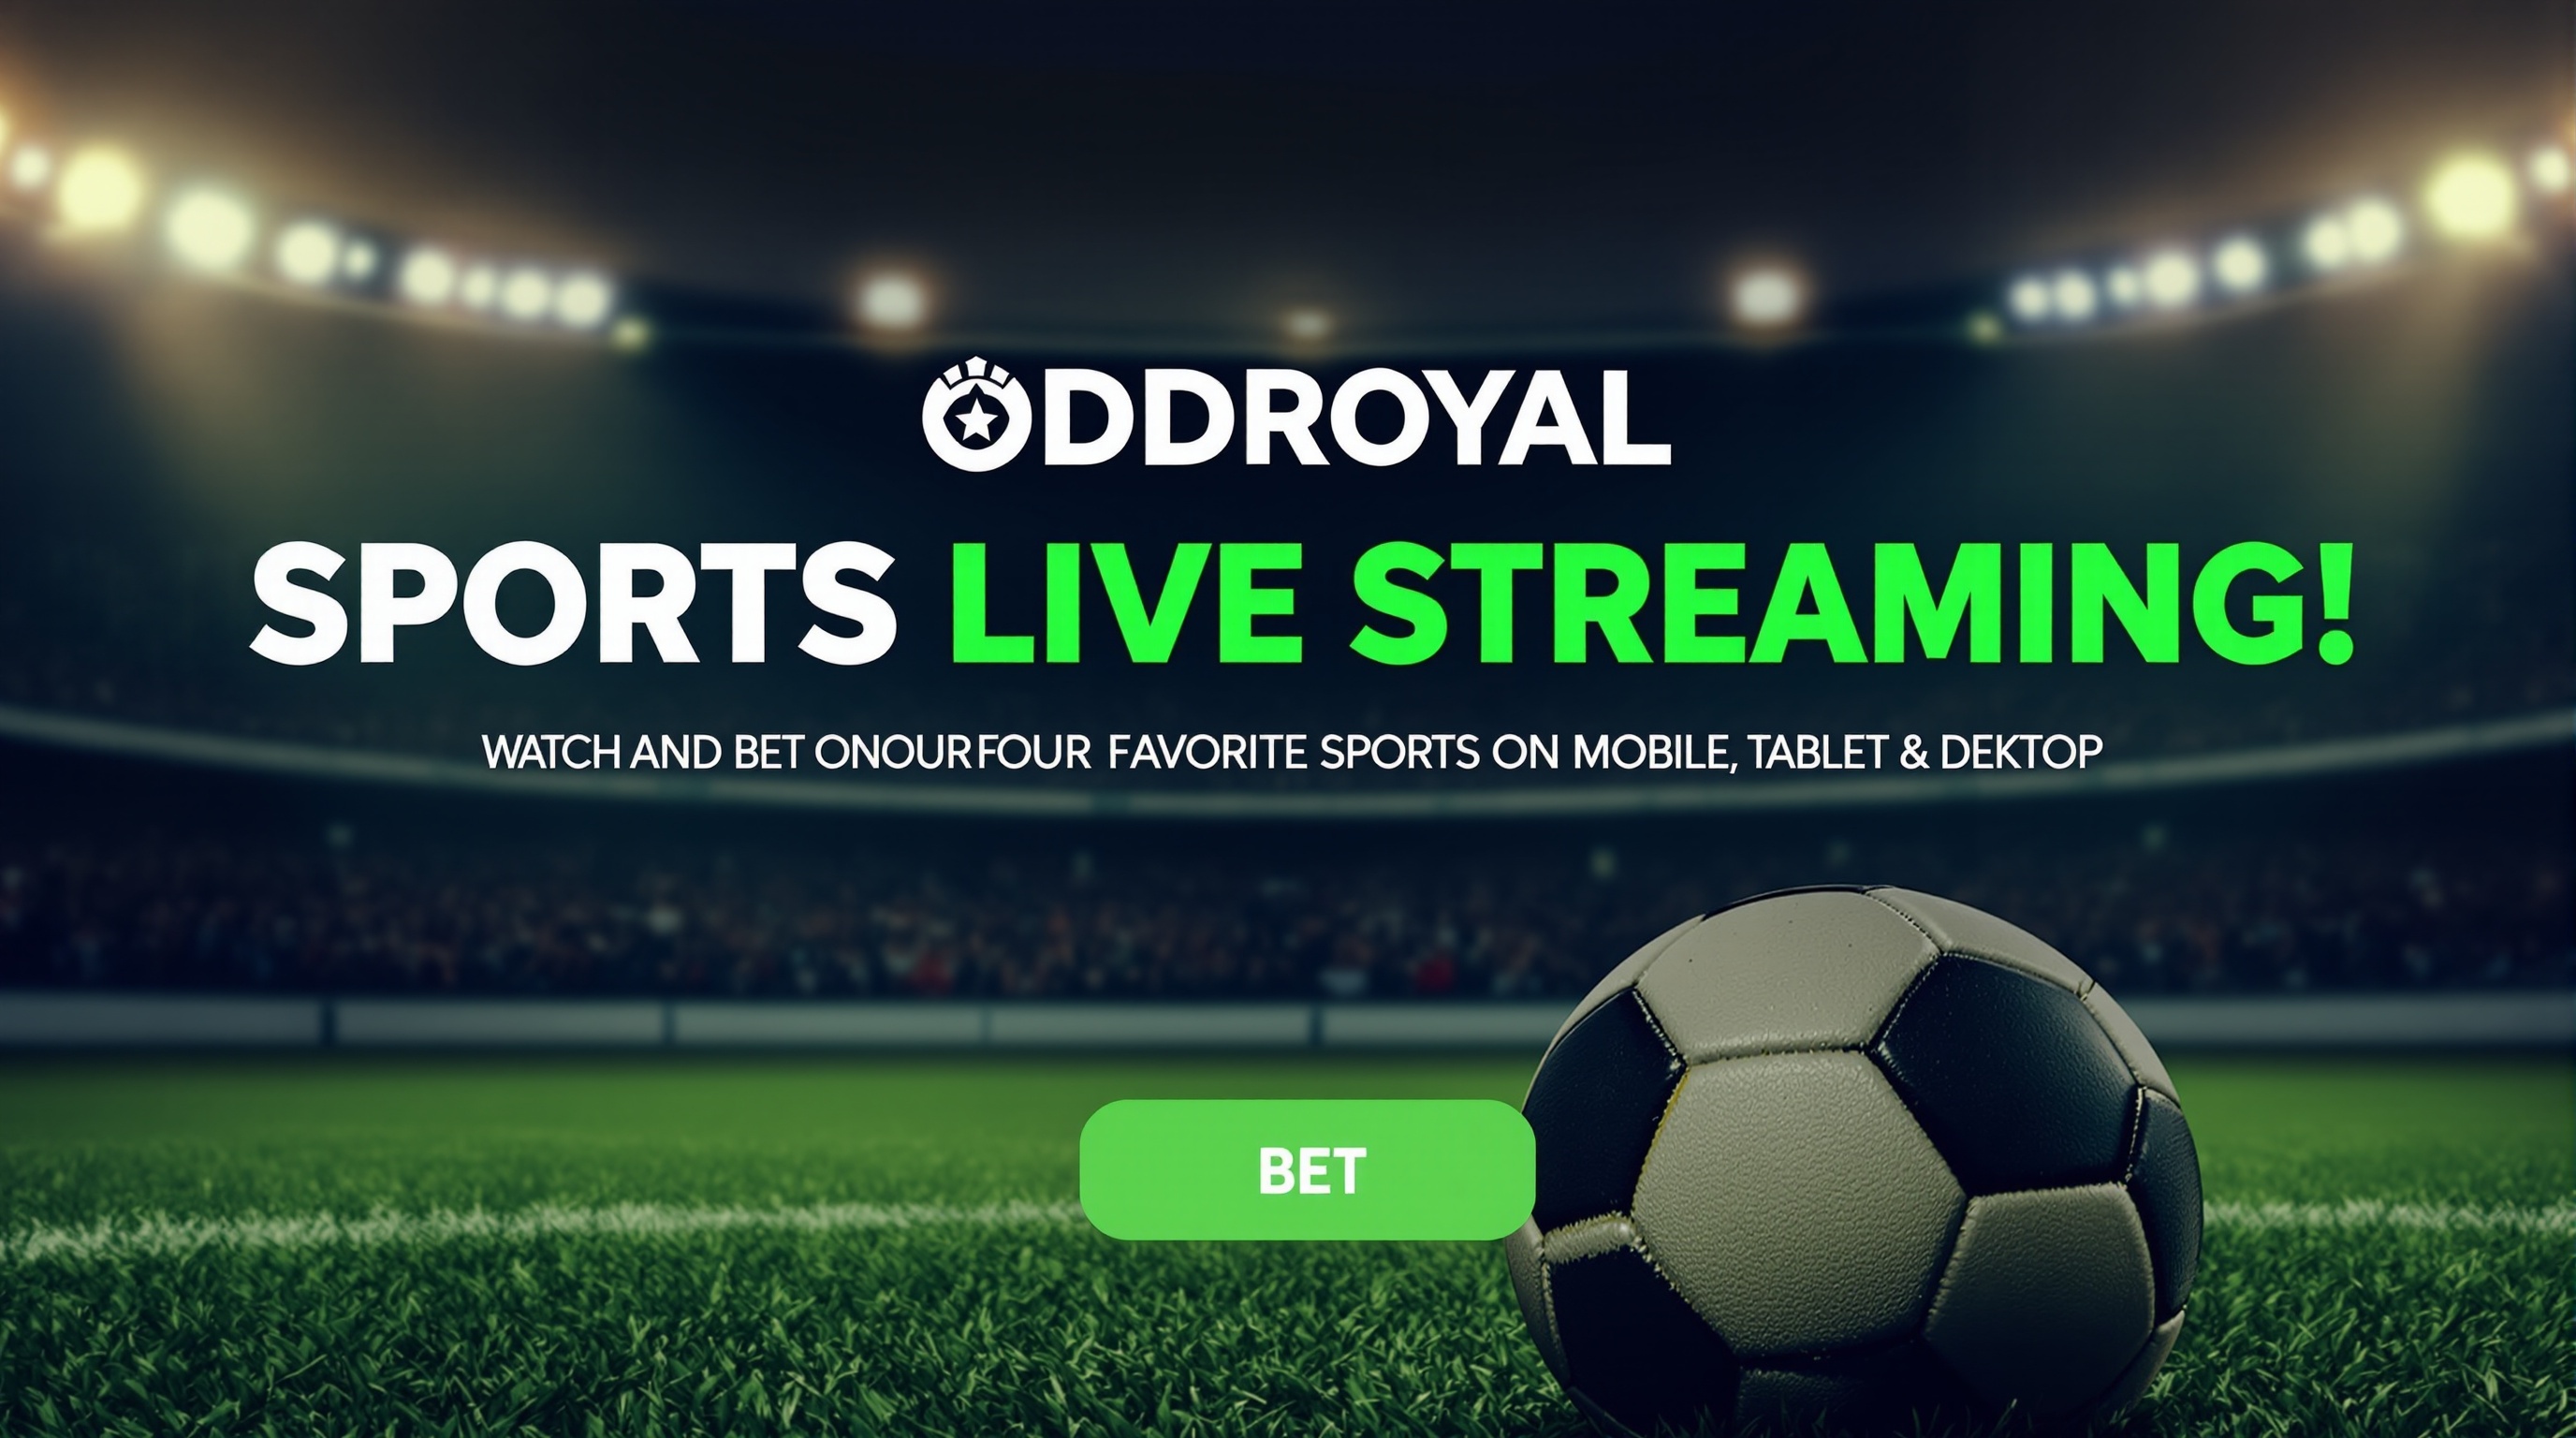 ODDROYAL
SPORTS LIVE STREAMING!
WATCH AND BET ONOURFOUR FAVORITE SPORTS ON MOBILE, TABLET & DEKTOP
BET